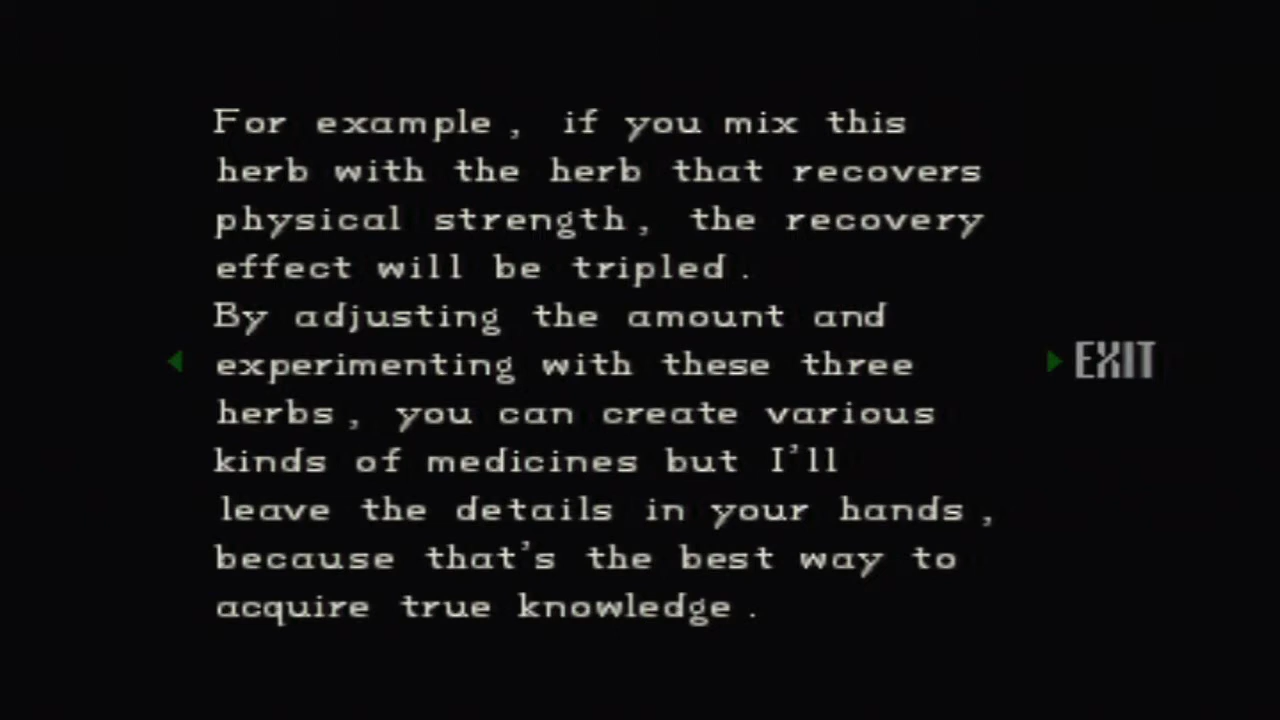 For example, if you mix this
herb with the herb that recovers
physical strength, the recovery
effect will be tripled.
By adjusting the amount and
experimenting with these three
herbs, you can create various
kinds of medicines but I'll
leave the details in your hands,
because that's the best way to
acquire true knowledge.
EXIT